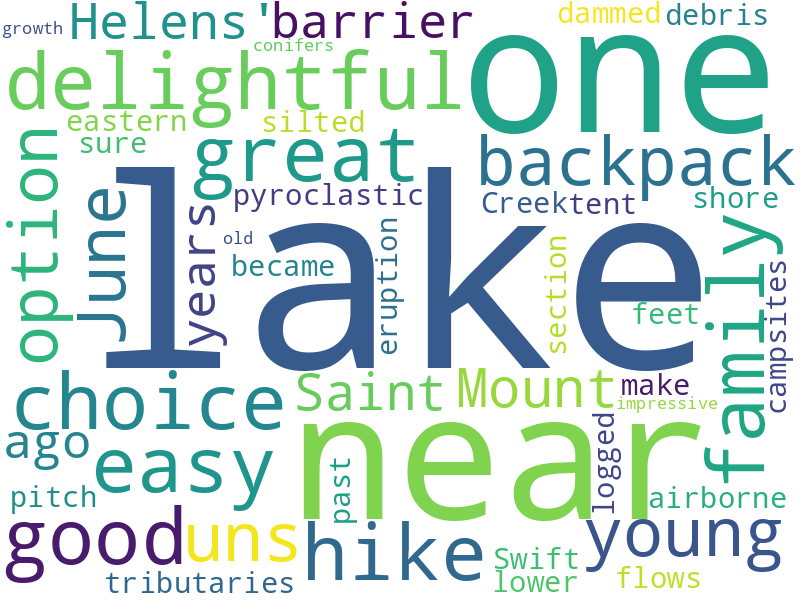 growth
Helens'
barrier
dammed
debris
conifers
delightful
one
eastern
silted
sure
great
backpack
option
June
years
pyroclastic
Creek
tent
shore
lake
old
became
eruption
section
family
campsites
feet
choice
Saint
Mount
make
impressive
ago
easy
near
logged
pitch
past
airborne
good
uns
hike
young
Swift
lower
flows
tributaries